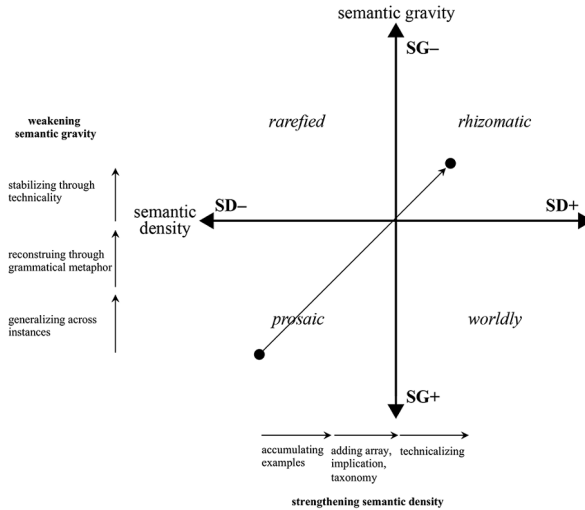 semantic gravity
SG–
weakening
semantic gravity
rarefied
rhizomatic
stabilizing through
technicality
SD–
SD+
semantic
density
reconstruing through
grammatical metaphor
generalizing across
instances
prosaic
worldly
SG+
accumulating
examples
adding array,
implication,
taxonomy
technicalizing
strengthening semantic density